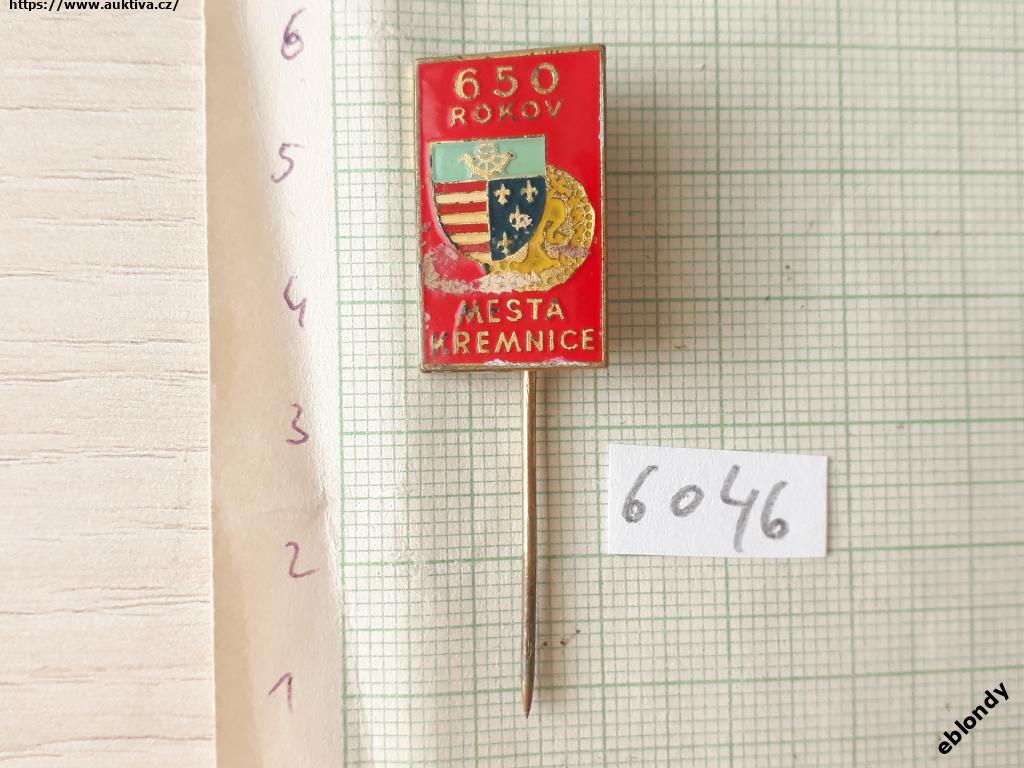 https://www.auktiva.cz/
6
5
4
3
2
1
650
ROKOV
MESTA
KREMNICE
6046
eblondy